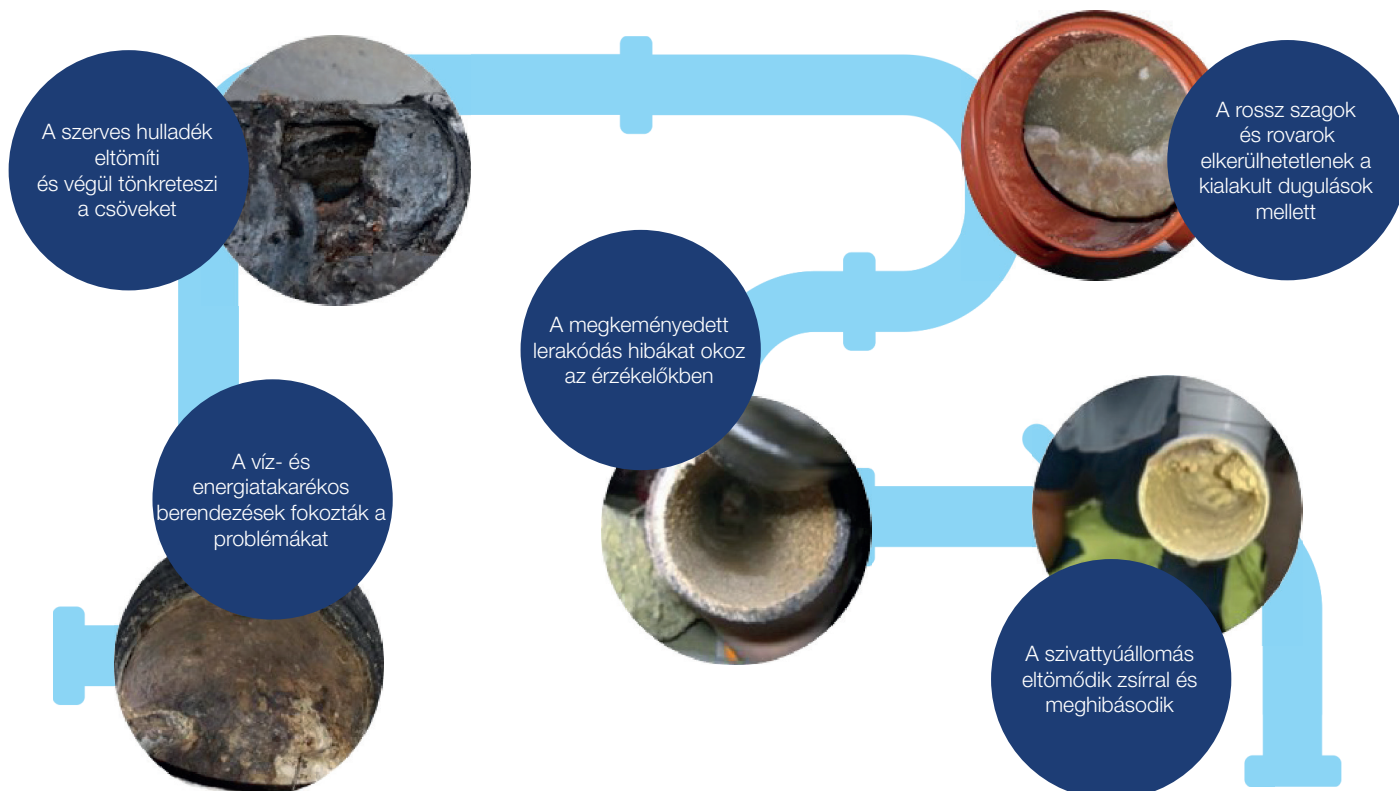 A szerves hulladék
eltömíti
és végül tönkreteszi
a csöveket
A rossz szagok
és rovarok
elkerülhetetlenek a
kialakult dugulások
mellett
A megkeményedett
lerakódás hibákat okoz
az érzékelőkben
A víz- és
energiatakarékos
berendezések fokozták a
problémákat
A szivattyúállomás
eltömődik zsírral és
meghibásodik